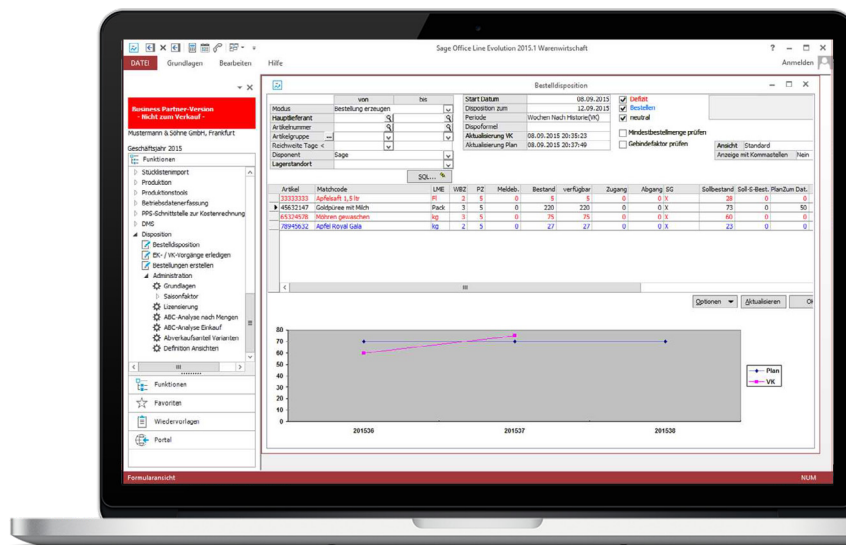 Sage Office Line Evolution 2015.1 Warenwirtschaft
DATEI Grundlagen Bearbeiten Hilfe Anmelden
Business Partner-Version
- Nicht zum Verkauf -
Mustermann & Söhne GmbH, Frankfurt
Geschäftsjahr 2015
Funktionen
Stücklistenimport
Produktion
Produktionstools
Betriebsdatenerfassung
PPS-Schnittstelle zur Kostenrechnung
DMS
Disposition
Bestelldisposition
EK- / VK-Vorgänge erledigen
Bestellungen erstellen
Administration
Grundlagen
Saisonfaktor
Lizensierung
ABC-Analyse nach Mengen
ABC-Analyse Einkauf
Abverkaufsanteil Varianten
Definition Ansichten
Funktionen
Favoriten
Wiedervorlagen
Portal
Bestelldisposition
von bis
Modus Bestellung erzeugen
Hauptlieferant
Artikelnummer
Artikelgruppe ...
Reichweite Tage <
Disponent Sage
Lagerstandort
SQL...
Start Datum 08.09.2015
Disposition zum 12.09.2015
Periode Wochen Nach Historie(VK)
Dispoformel
Aktualisierung VK 08.09.2015 20:35:23
Aktualisierung Plan 08.09.2015 20:37:49
Defizit
Bestellen
neutral
Mindestbestellmenge prüfen
Gebindefaktor prüfen
Ansicht Standard
Anzeige mit Kommastellen Nein
Artikel Matchcode LME WBZ PZ Meldeb. Bestand verfügbar Zugang Abgang SG Sollbestand Soll-S-Best. PlanZum Dat.
33333333 Apfelsaft 1,5 ltr Fl 2 5 0 5 5 0 0 X 28 0 0
45632147 Goldpüree mit Milch Pack 3 5 0 220 220 0 0 X 73 0 50
65324578 Möhren gewaschen kg 3 5 0 75 75 0 0 X 60 0 0
78945632 Apfel Royal Gala kg 2 5 0 27 27 0 0 X 23 0 0
Optionen Aktualisieren
80
70
60
50
40
30
20
10
0
201536 201537 201538
Plan
VK
Formularansicht NUM